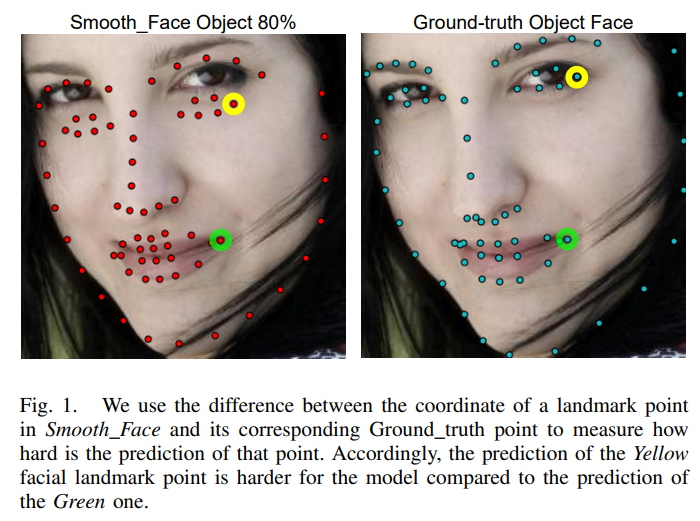 Smooth_Face Object 80%
Ground-truth Object Face
Fig. 1. We use the difference between the coordinate of a landmark point
in Smooth_Face and its corresponding Ground_truth point to measure how
hard is the prediction of that point. Accordingly, the prediction of the Yellow
facial landmark point is harder for the model compared to the prediction of
the Green one.